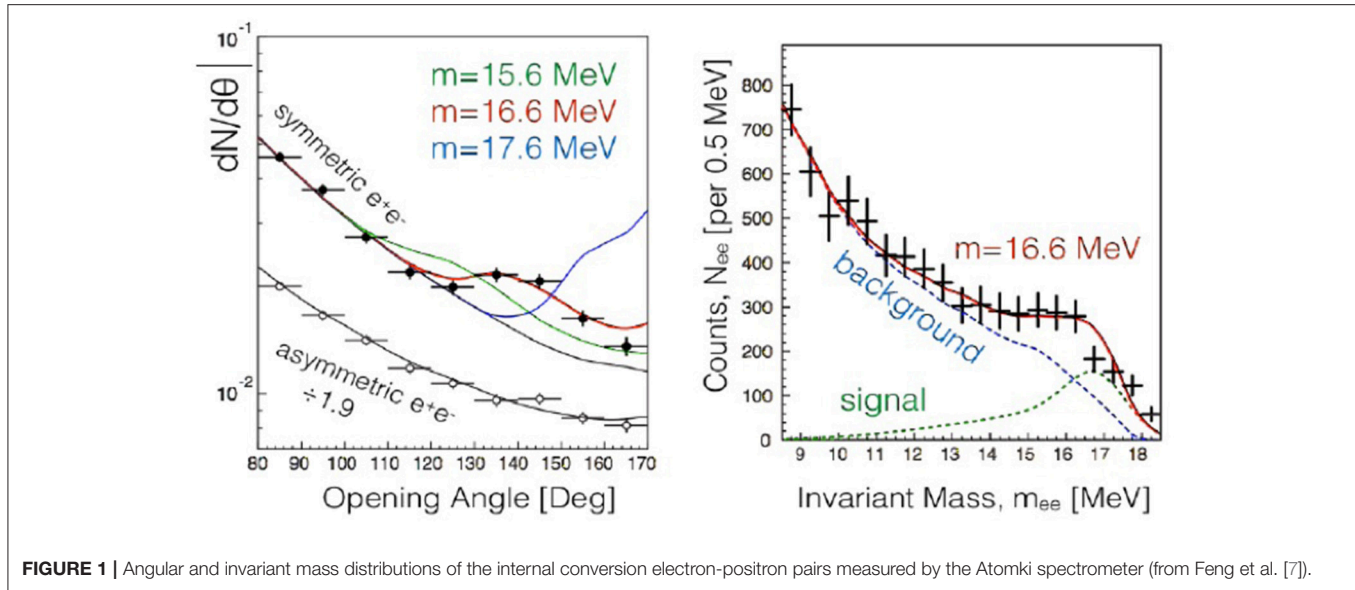 10⁻¹
dN/dθ
10⁻²
symmetric e⁺e⁻
asymmetric e⁺e⁻
÷1.9
m=15.6 MeV
m=16.6 MeV
m=17.6 MeV
80 90 100 110 120 130 140 150 160 170
Opening Angle [Deg]
Counts, Nₑₑ [per 0.5 MeV]
800
700
600
500
400
300
200
100
0
m=16.6 MeV
background
signal
9 10 11 12 13 14 15 16 17 18
Invariant Mass, mₑₑ [MeV]
FIGURE 1 | Angular and invariant mass distributions of the internal conversion electron-positron pairs measured by the Atomki spectrometer (from Feng et al. [7]).